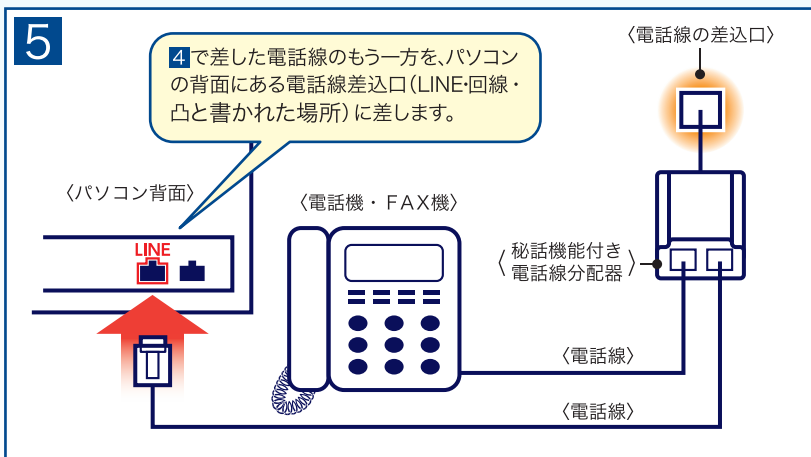 5
4で差した電話線のもう一方を、パソコン
の背面にある電話線差込口（LINE・回線・
凸と書かれた場所）に差します。
〈電話線の差込口〉
〈パソコン背面〉
〈電話機・FAX機〉
LINE
〈秘話機能付き
電話線分配器〉
〈電話線〉
〈電話線〉